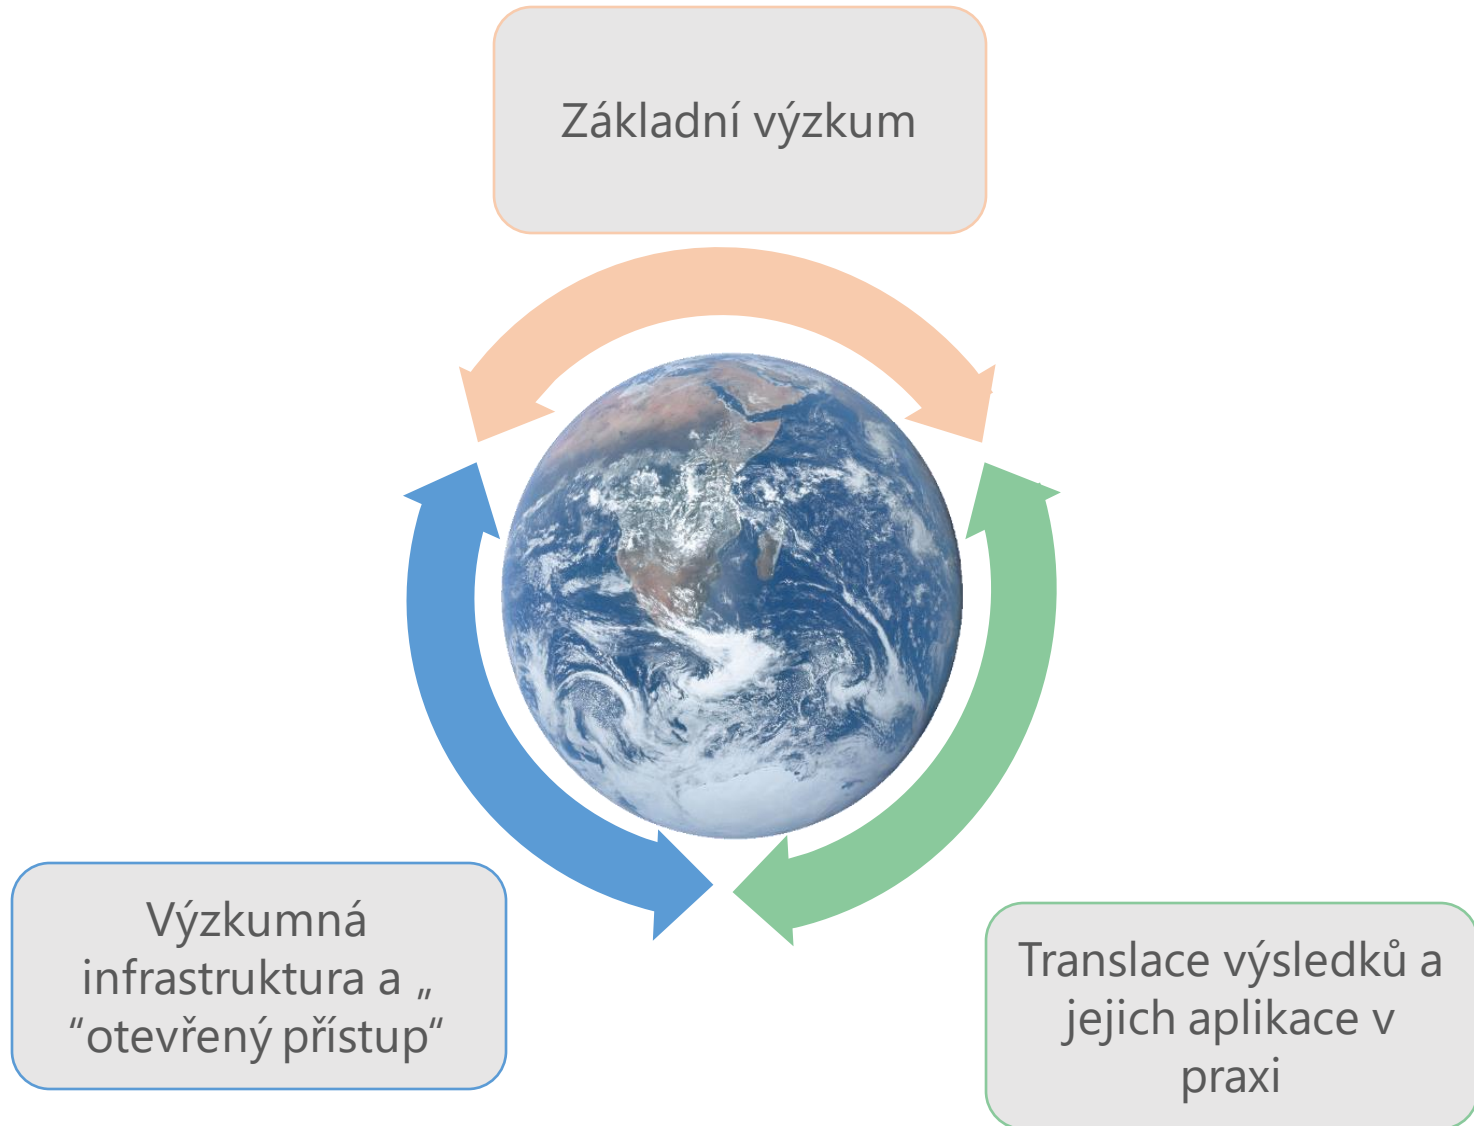 Základní výzkum
Výzkumná
infrastruktura a „
“otevřený přístup“
Translace výsledků a
jejich aplikace v
praxi